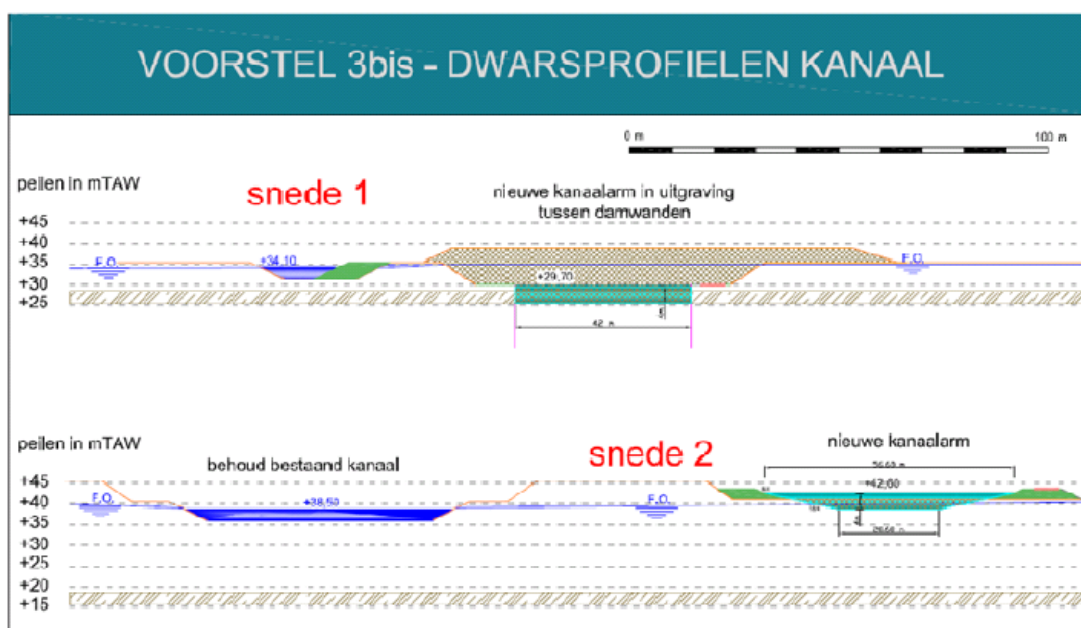 VOORSTEL 3bis - DWARSPROFIELEN KANAAL
0 m 100 m
peilen in mTAW
snede 1
nieuwe kanaalarm in uitgraving
tussen damwanden
+45
+40
+35
+30
+25
F.O.
+34,10
F.O.
+29,70
42 m
peilen in mTAW
snede 2
nieuwe kanaalarm
behoud bestaand kanaal
+45
+40
+35
+30
+25
+20
+15
F.O.
+38,50
F.O.
+42,00